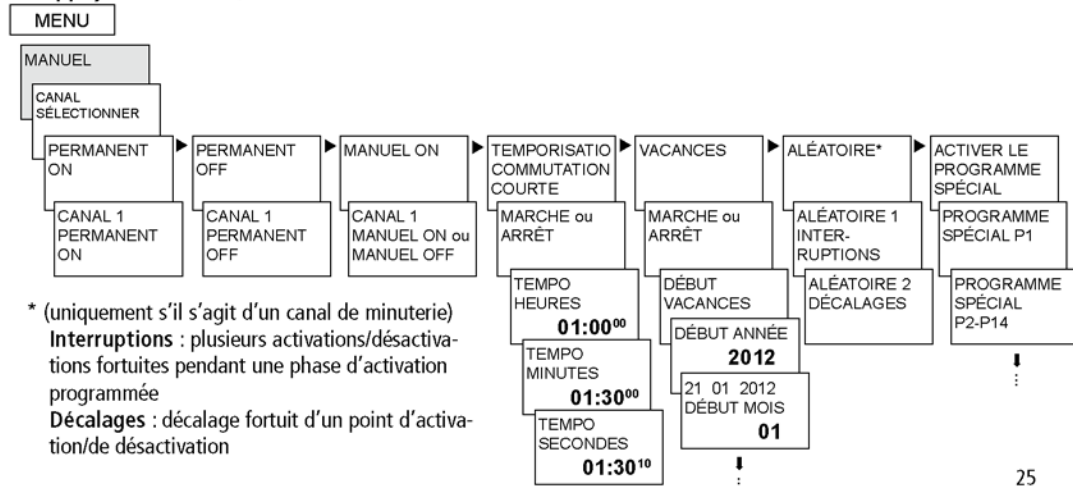 MENU
MANUEL
CANAL
SÉLECTIONNER
PERMANENT
ON
CANAL 1
PERMANENT
ON
PERMANENT
OFF
CANAL 1
PERMANENT
OFF
MANUEL ON
CANAL 1
MANUEL ON ou
MANUEL OFF
TEMPORISATIO
COMMUTATION
COURTE
MARCHE ou
ARRÊT
TEMPO
HEURES
01:00⁰⁰
TEMPO
MINUTES
01:30⁰⁰
TEMPO
SECONDES
01:30¹⁰
VACANCES
MARCHE ou
ARRÊT
DÉBUT
VACANCES
DÉBUT ANNÉE
2012
21 01 2012
DÉBUT MOIS
01
ALÉATOIRE*
ALÉATOIRE 1
INTER-
RUPTIONS
ALÉATOIRE 2
DÉCALAGES
ACTIVER LE
PROGRAMME
SPÉCIAL
PROGRAMME
SPÉCIAL P1
PROGRAMME
SPÉCIAL
P2-P14
* (uniquement s'il s'agit d'un canal de minuterie)
Interruptions : plusieurs activations/désactiva-
tions fortuites pendant une phase d'activation
programmée
Décalages : décalage fortuit d'un point d'activa-
tion/de désactivation
25